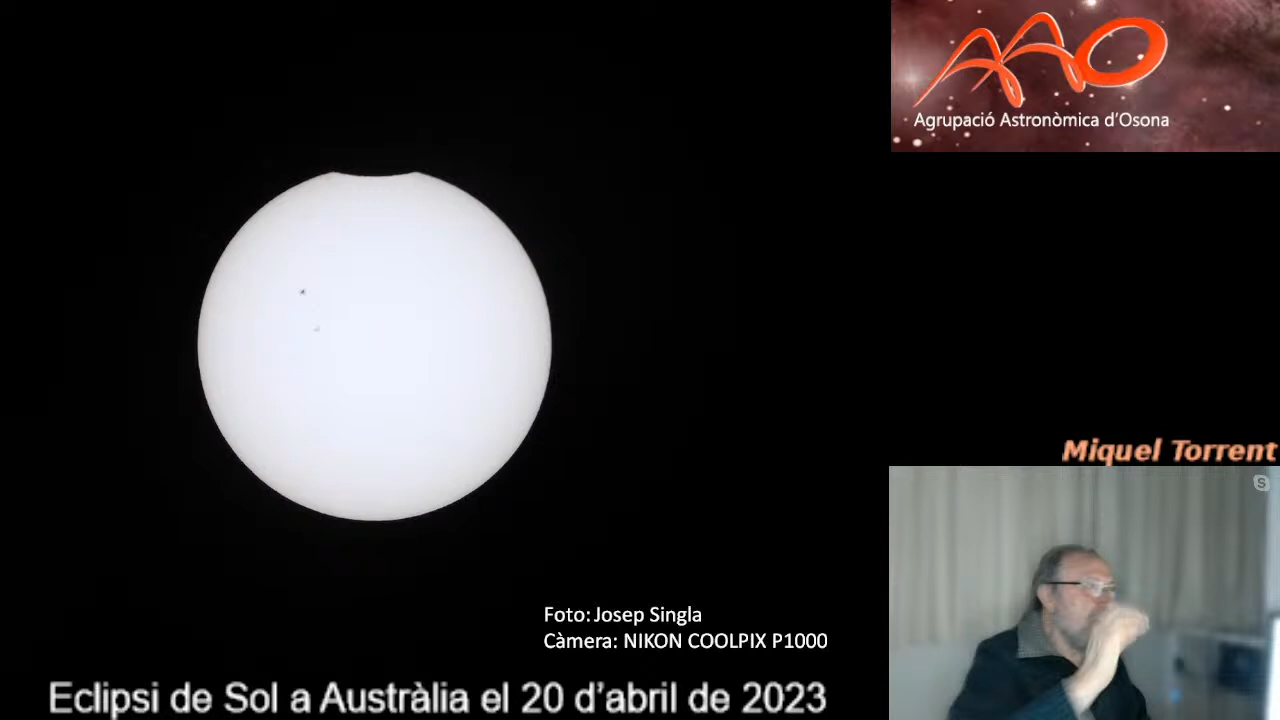 AAO
Agrupació Astronòmica d'Osona
Miquel Torrent
S
Foto: Josep Singla
Càmera: NIKON COOLPIX P1000
Eclipsi de Sol a Austràlia el 20 d'abril de 2023